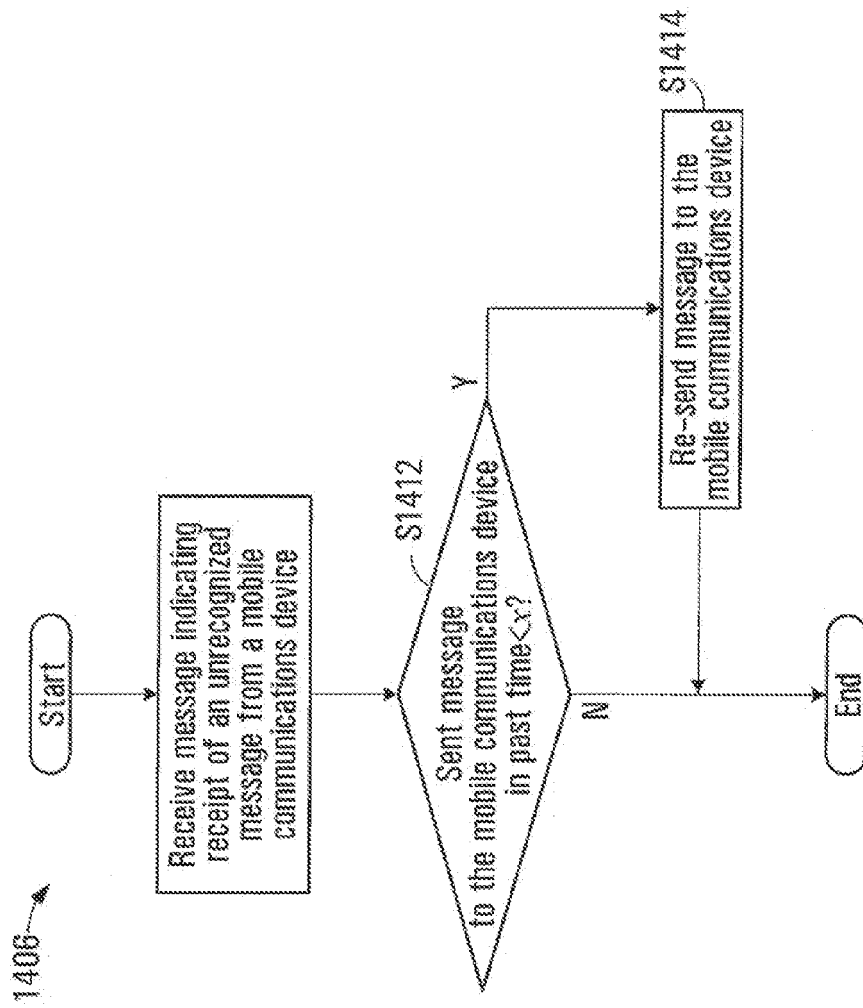 1406
Start
Receive message indicating
receipt of an unrecognized
message from a mobile
communications device
S1412
Sent message
to the mobile communications device
in past time<x?
Y
N
S1414
Re-send message to the
mobile communications device
End